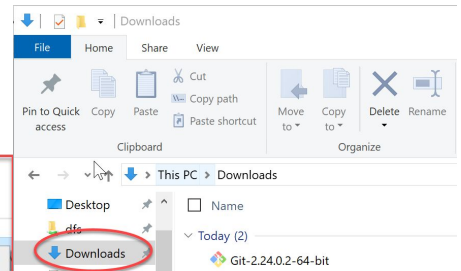 Downloads
File Home Share View
Pin to Quick access
Copy
Paste
Cut
Copy path
Paste shortcut
Move to
Copy to
Delete
Rename
Clipboard
Organize
This PC > Downloads
Desktop
dfs
Downloads
Name
Today (2)
Git-2.24.0.2-64-bit